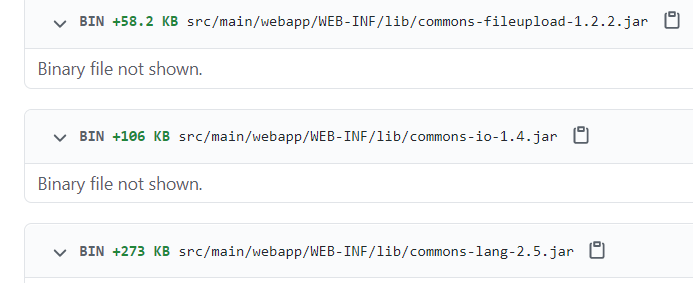 BIN +58.2 KB src/main/webapp/WEB-INF/lib/commons-fileupload-1.2.2.jar
Binary file not shown.
BIN +106 KB src/main/webapp/WEB-INF/lib/commons-io-1.4.jar
Binary file not shown.
BIN +273 KB src/main/webapp/WEB-INF/lib/commons-lang-2.5.jar